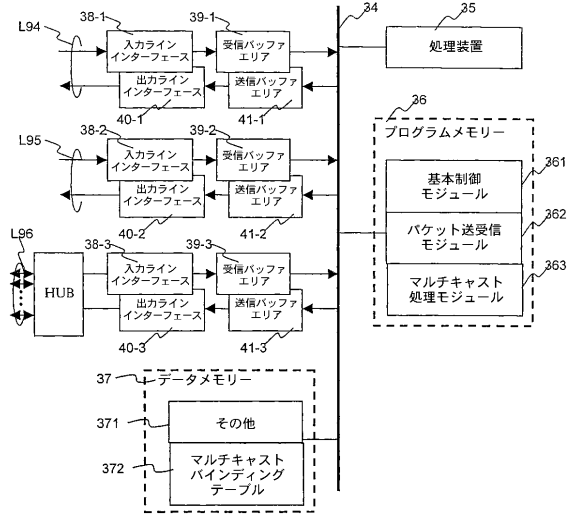 L94
38-1
39-1
34
35
入力ライン
インターフェース
受信バッファ
エリア
処理装置
出力ライン
インターフェース
送信バッファ
エリア
40-1
41-1
36
プログラムメモリー
L95
38-2
39-2
入力ライン
インターフェース
受信バッファ
エリア
361
基本制御
モジュール
出力ライン
インターフェース
送信バッファ
エリア
362
パケット送受信
モジュール
40-2
41-2
L96
38-3
39-3
363
マルチキャスト
処理モジュール
HUB
入力ライン
インターフェース
受信バッファ
エリア
出力ライン
インターフェース
送信バッファ
エリア
40-3
41-3
37
データメモリー
371
その他
372
マルチキャスト
バインディング
テーブル